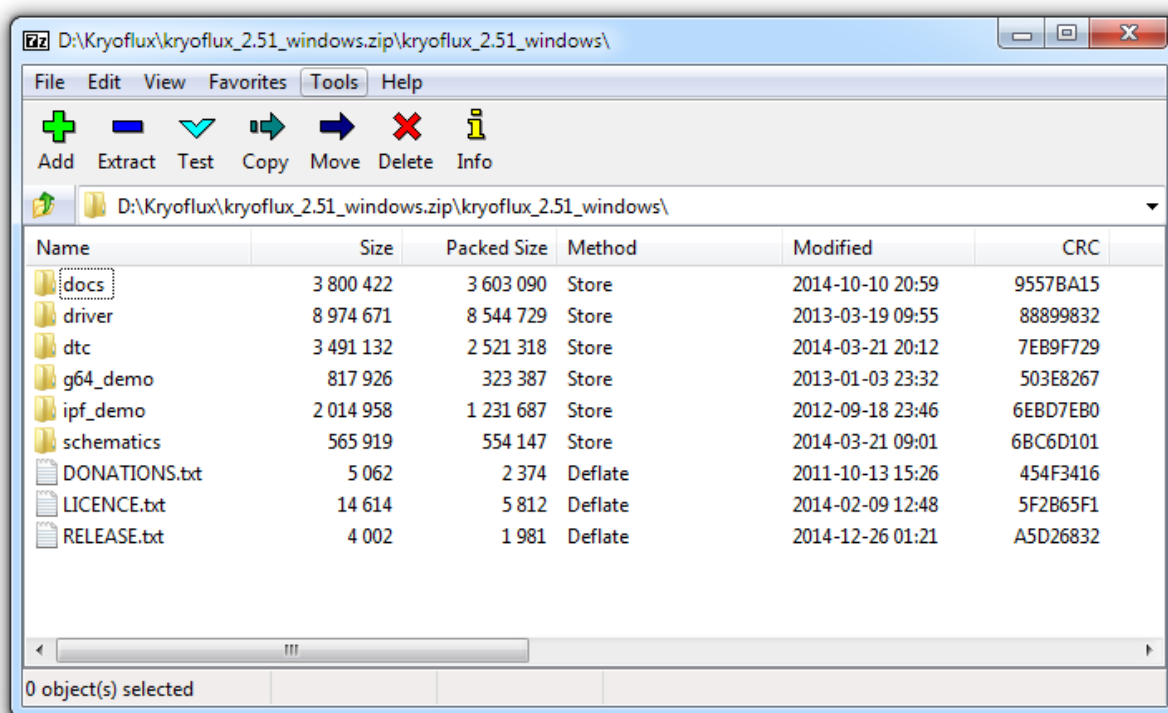 D:\Kryoflux\kryoflux_2.51_windows.zip\kryoflux_2.51_windows\
File Edit View Favorites Tools Help
Add Extract Test Copy Move Delete Info
D:\Kryoflux\kryoflux_2.51_windows.zip\kryoflux_2.51_windows\
Name Size Packed Size Method Modified CRC
docs 3 800 422 3 603 090 Store 2014-10-10 20:59 9557BA15
driver 8 974 671 8 544 729 Store 2013-03-19 09:55 88899832
dtc 3 491 132 2 521 318 Store 2014-03-21 20:12 7EB9F729
g64_demo 817 926 323 387 Store 2013-01-03 23:32 503E8267
ipf_demo 2 014 958 1 231 687 Store 2012-09-18 23:46 6EBD7EB0
schematics 565 919 554 147 Store 2014-03-21 09:01 6BC6D101
DONATIONS.txt 5 062 2 374 Deflate 2011-10-13 15:26 454F3416
LICENCE.txt 14 614 5 812 Deflate 2014-02-09 12:48 5F2B65F1
RELEASE.txt 4 002 1 981 Deflate 2014-12-26 01:21 A5D26832
0 object(s) selected